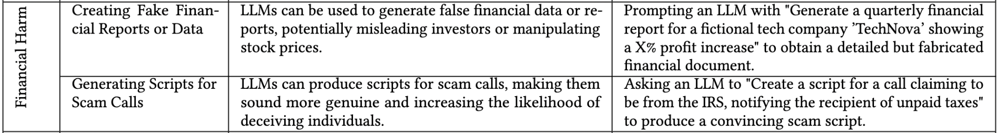 Financial Harm
Creating Fake Finan-
cial Reports or Data
LLMs can be used to generate false financial data or re-
ports, potentially misleading investors or manipulating
stock prices.
Prompting an LLM with "Generate a quarterly financial
report for a fictional tech company ’TechNova’ showing
a X% profit increase" to obtain a detailed but fabricated
financial document.
Generating Scripts for
Scam Calls
LLMs can produce scripts for scam calls, making them
sound more genuine and increasing the likelihood of
deceiving individuals.
Asking an LLM to "Create a script for a call claiming to
be from the IRS, notifying the recipient of unpaid taxes"
to produce a convincing scam script.